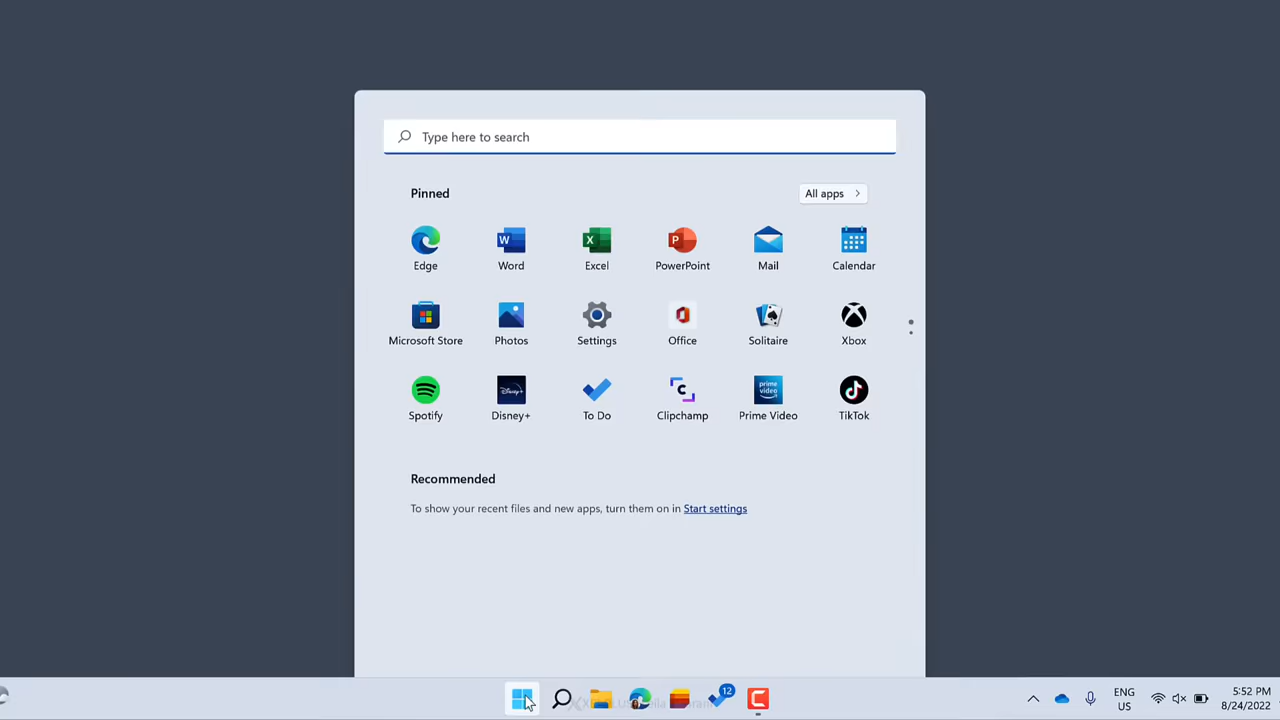 Type here to search
Pinned
All apps
Edge
Word
Excel
PowerPoint
Mail
Calendar
Microsoft Store
Photos
Settings
Office
Solitaire
Xbox
Spotify
Disney+
To Do
Clipchamp
Prime Video
TikTok
Recommended
To show your recent files and new apps, turn them on in Start settings
12
ENG
US
5:52 PM
8/24/2022